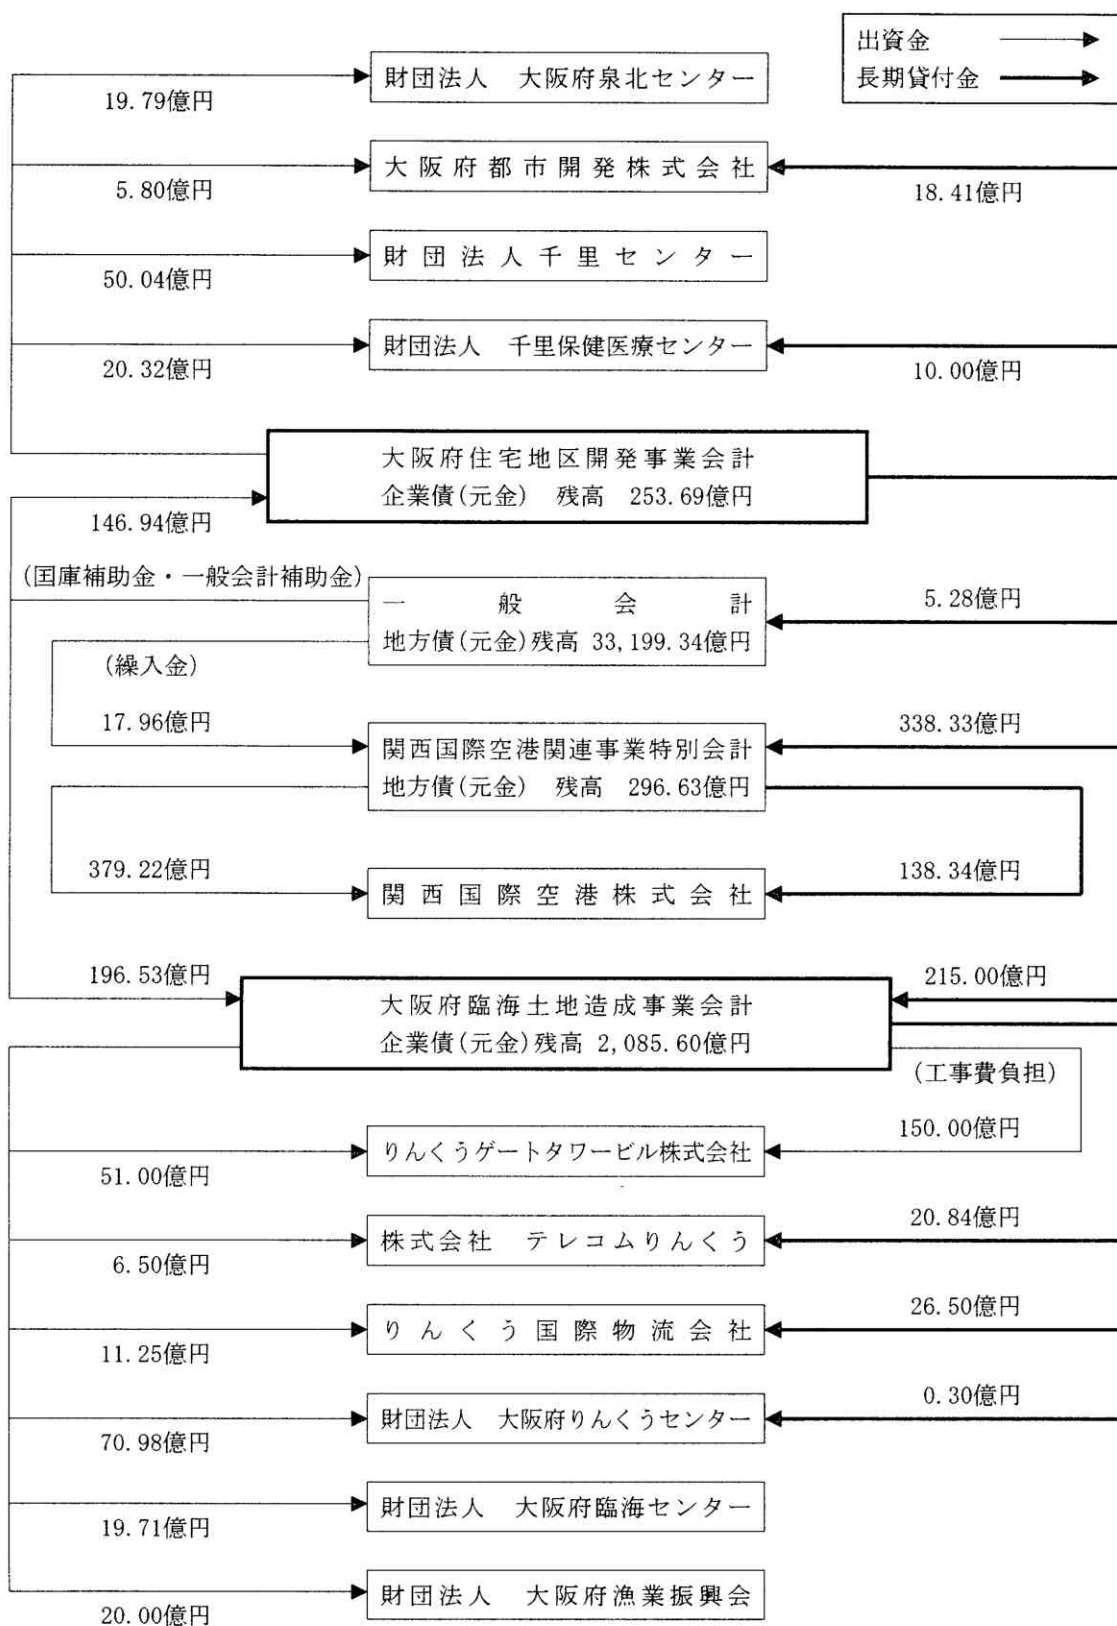 出資金
長期貸付金
財団法人　大阪府泉北センター
19.79億円
大阪府都市開発株式会社
5.80億円
18.41億円
財団法人千里センター
50.04億円
財団法人　千里保健医療センター
20.32億円
10.00億円
大阪府住宅地区開発事業会計
企業債(元金)　残高　253.69億円
146.94億円
(国庫補助金・一般会計補助金)
一般会計
地方債(元金)残高 33,199.34億円
5.28億円
(繰入金)
17.96億円
関西国際空港関連事業特別会計
地方債(元金)　残高　296.63億円
338.33億円
379.22億円
関西国際空港株式会社
138.34億円
196.53億円
大阪府臨海土地造成事業会計
企業債(元金)残高 2,085.60億円
215.00億円
(工事費負担)
150.00億円
りんくうゲートタワービル株式会社
51.00億円
株式会社　テレコムりんくう
6.50億円
20.84億円
りんくう国際物流会社
11.25億円
26.50億円
財団法人　大阪府りんくうセンター
70.98億円
0.30億円
財団法人　大阪府臨海センター
19.71億円
財団法人　大阪府漁業振興会
20.00億円